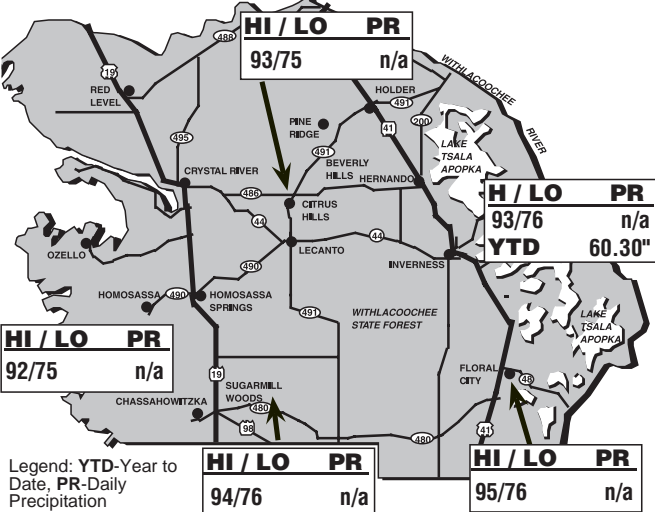 HI / LO PR
93/75 n/a
488
19
RED
LEVEL
HOLDER
491
WITHLACOOCHEE
RIVER
PINE
RIDGE
41
200
495
491
BEVERLY
HILLS
LAKE
TSALA
APOPKA
CRYSTAL RIVER
HERNANDO
486
H / LO PR
93/76 n/a
YTD 60.30"
CITRUS
HILLS
44
44
OZELLO
LECANTO
INVERNESS
490
HOMOSASSA
490
HOMOSASSA
SPRINGS
491
WITHLACOOCHEE
STATE FOREST
LAKE
TSALA
APOPKA
HI / LO PR
92/75 n/a
19
FLORAL
CITY
48
SUGARMILL
WOODS
CHASSAHOWITZKA
480
98
480
41
Legend: YTD-Year to
Date, PR-Daily
Precipitation
HI / LO PR
94/76 n/a
HI / LO PR
95/76 n/a